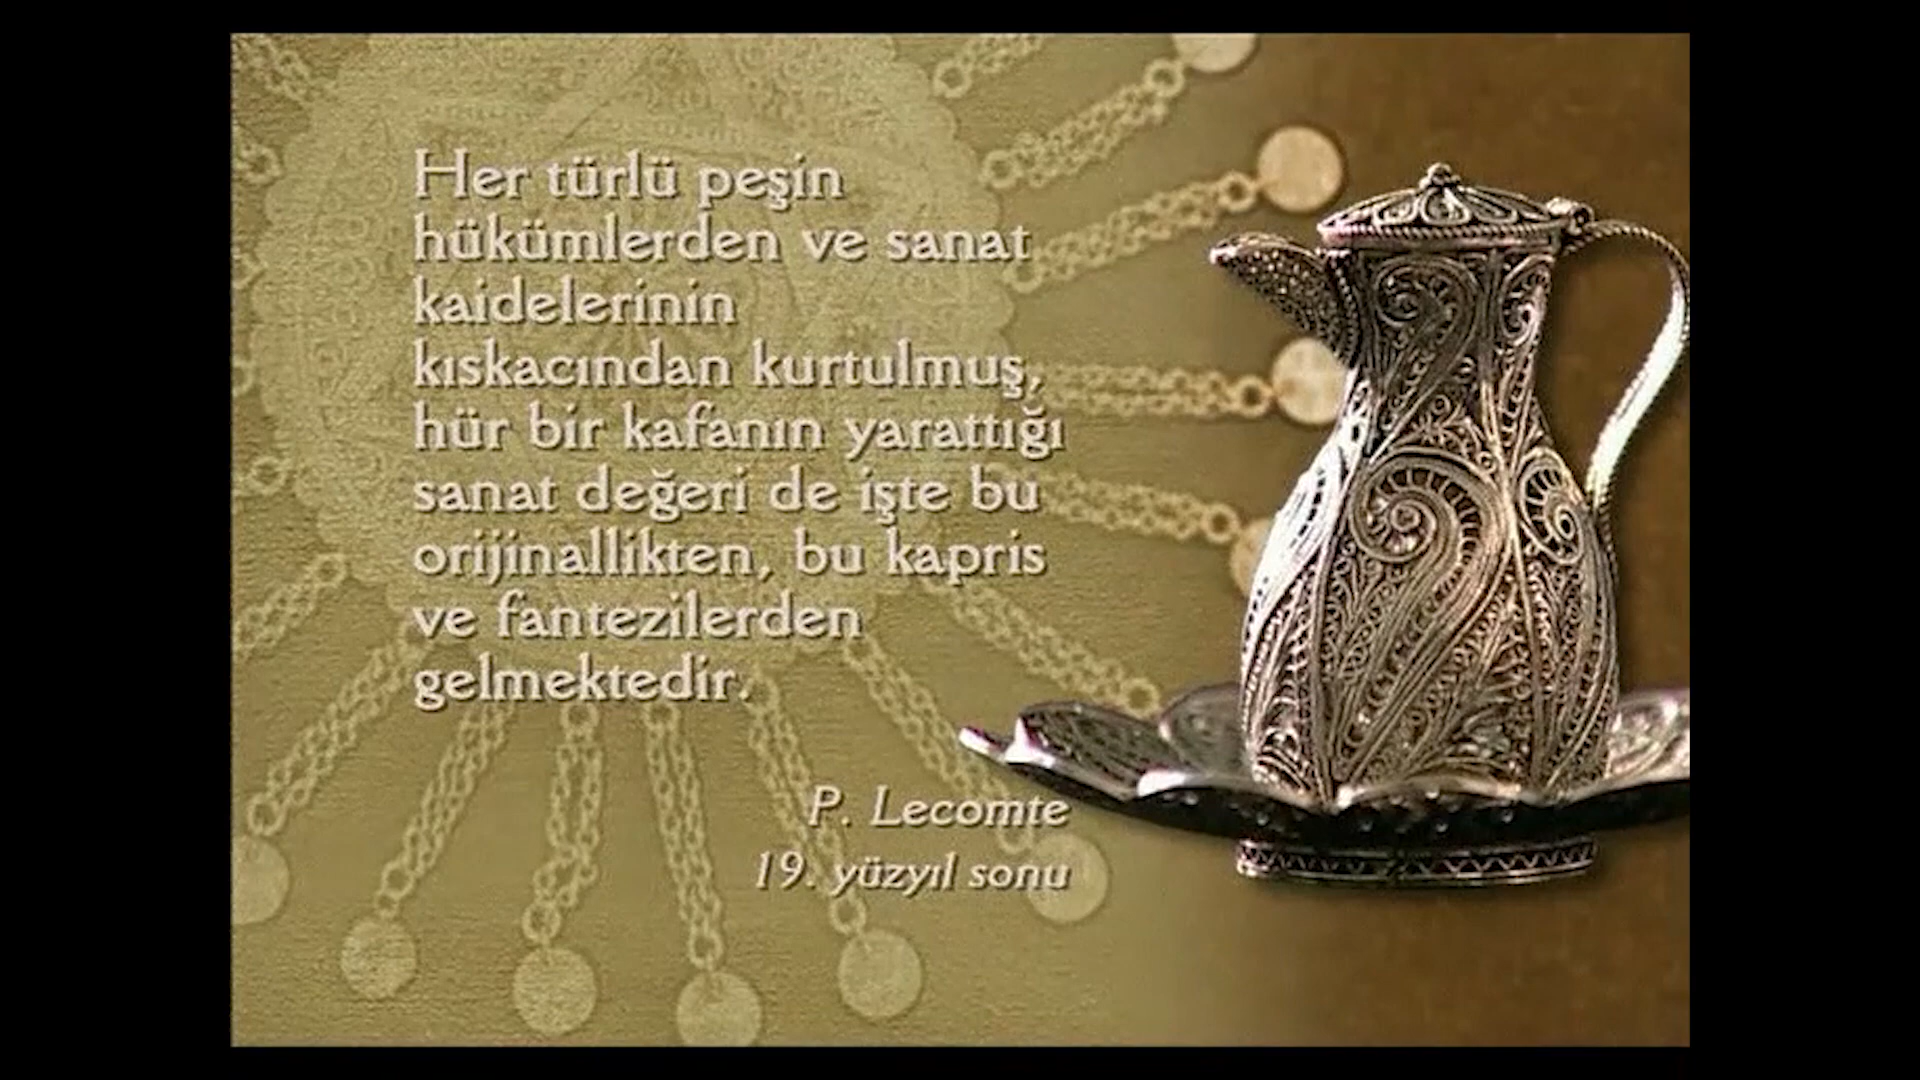 Her türlü peşin
hükümlerden ve sanat
kaidelerinin
kıskacından kurtulmuş,
hür bir kafanın yarattığı
sanat değeri de işte bu
orijinallikten, bu kapris
ve fantezilerden
gelmektedir.
P. Lecomte
19. yüzyıl sonu